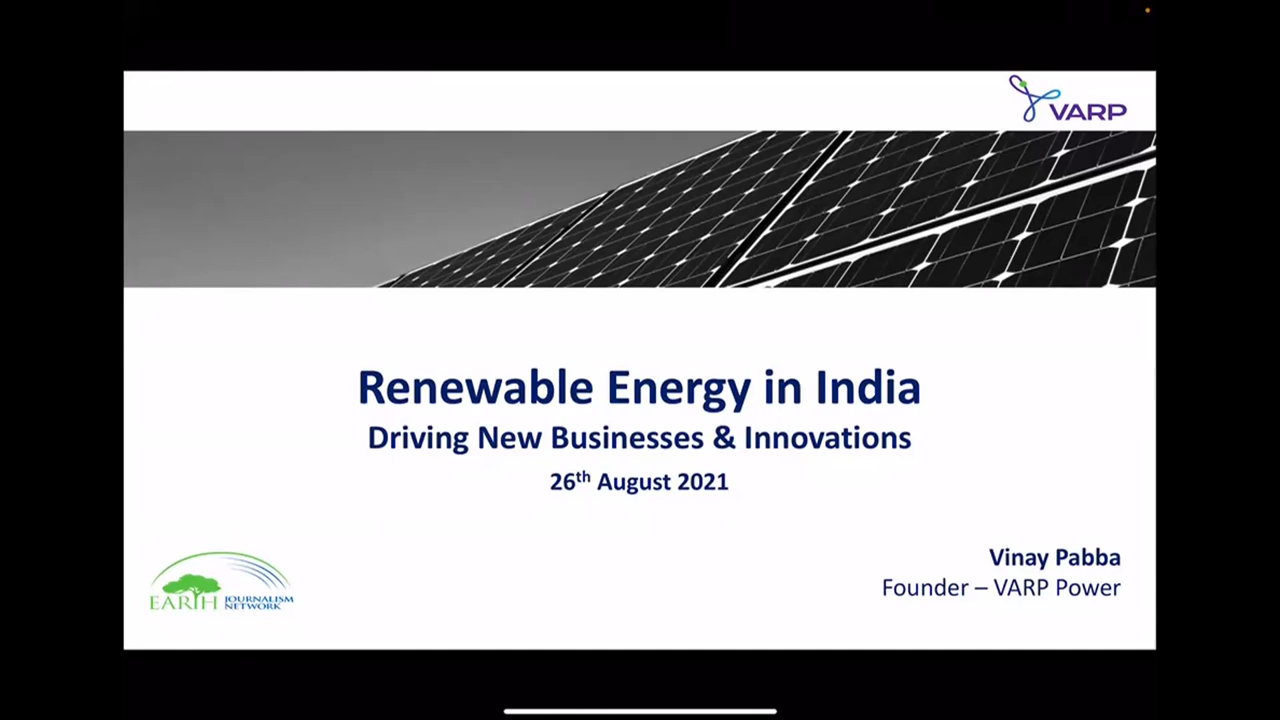 VARP
Renewable Energy in India
Driving New Businesses & Innovations
26th August 2021
Vinay Pabba
Founder – VARP Power
EARTH JOURNALISM
NETWORK